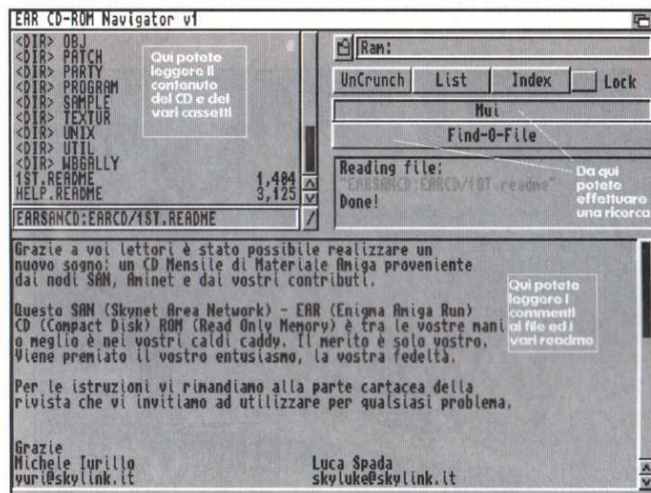 EAR CD-ROM Navigator v1
<DIR> OBJ
<DIR> PATCH
<DIR> PARTY
<DIR> PROGRAM
<DIR> SAMPLE
<DIR> TEXTUR
<DIR> UNIX
<DIR> UTIL
<DIR> WBGALLY
1ST.README 1,404
HELP.README 3,125
EARSANCD:EARCD/1ST.README
Qui potete
leggere il
contenuto
del CD e dei
vari cassetti
Ram:
UnCrunch List Index Lock
Mui
Find-O-File
Reading file:
"EARSANCD:EARCD/1ST.readme"
Done!
Da qui
potete
effettuare
una ricerca
Grazie a voi lettori è stato possibile realizzare un
nuovo sogno: un CD Mensile di Materiale Amiga proveniente
dai nodi SAN, Aminet e dai vostri contributi.
Questo SAN (Skynet Area Network) - EAR (Enigma Amiga Run)
CD (Compact Disk) ROM (Read Only Memory) è tra le vostre mani
o meglio è nei vostri caldi caddy. Il merito è solo vostro.
Viene premiato il vostro entusiasmo, la vostra fedeltà.
Per le istruzioni vi rimandiamo alla parte cartacea della
rivista che vi invitiamo ad utilizzare per qualsiasi problema.
Grazie
Michele Iurillo Luca Spada
yuri@skylink.it skyluke@skylink.it
Qui potete
leggere i
commenti
ai file ed i
vari readme